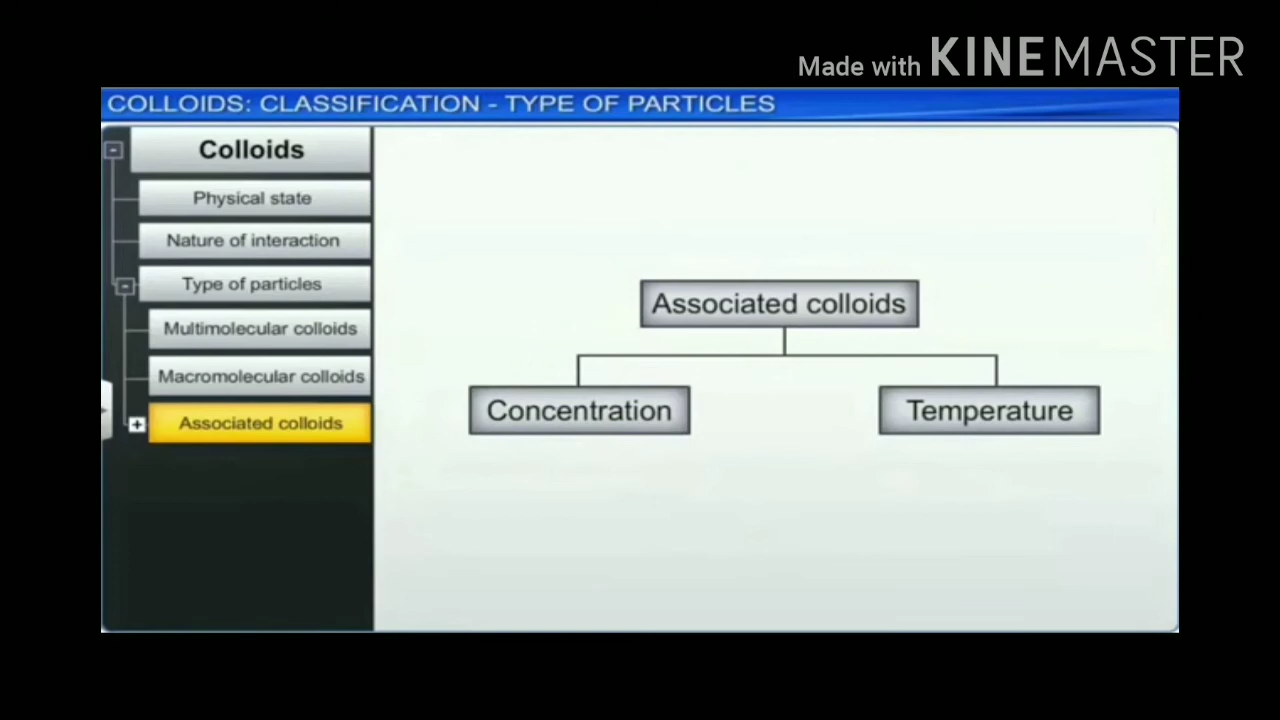 Made with KINEMASTER
COLLOIDS: CLASSIFICATION - TYPE OF PARTICLES
Colloids
Physical state
Nature of interaction
Type of particles
Multimolecular colloids
Macromolecular colloids
Associated colloids
Associated colloids
Concentration
Temperature